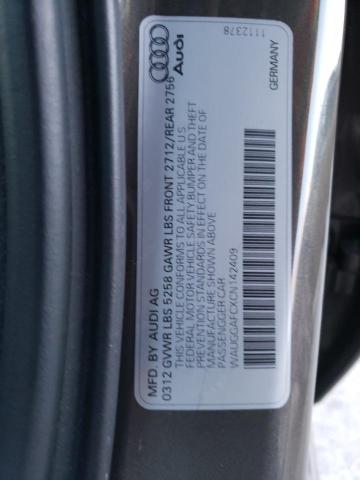 MFD. BY AUDI AG
0312 GVWR LBS 5258 GAWR LBS FRONT 2712/REAR 2756
THIS VEHICLE CONFORMS TO ALL APPLICABLE U.S
FEDERAL MOTOR VEHICLE SAFETY BUMPER AND THEFT
PREVENTION STANDARDS IN EFFECT ON THE DATE OF
MANUFACTURE SHOWN ABOVE
PASSENGER CAR
WAUGGAFCXCN142409
Audi
1112378
GERMANY